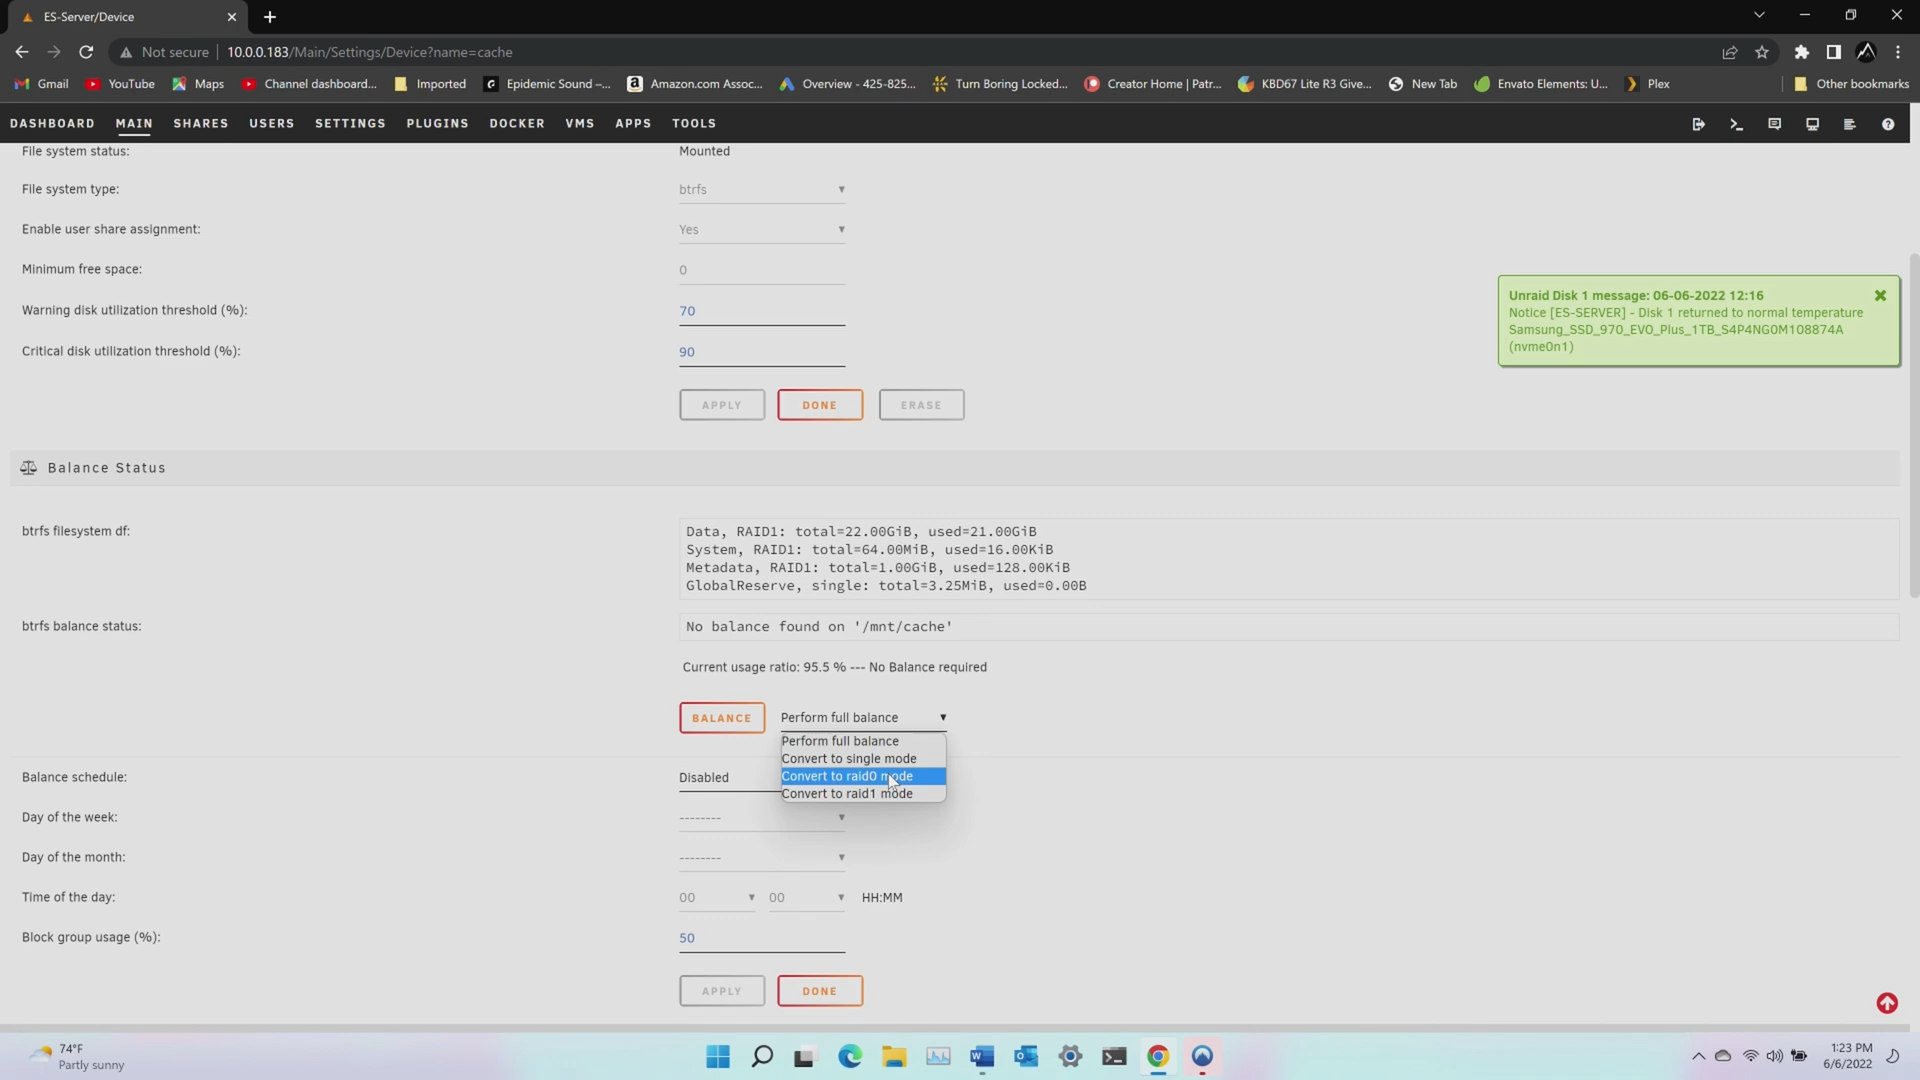 ES-Server/Device
Not secure
10.0.0.183/Main/Settings/Device?name=cache
Gmail
YouTube
Maps
Channel dashboard...
Imported
Epidemic Sound –...
Amazon.com Assoc...
Overview - 425-825...
Turn Boring Locked...
Creator Home | Patr...
KBD67 Lite R3 Give...
New Tab
Envato Elements: U...
Plex
Other bookmarks
DASHBOARD
MAIN
SHARES
USERS
SETTINGS
PLUGINS
DOCKER
VMS
APPS
TOOLS
File system status:
Mounted
File system type:
btrfs
Enable user share assignment:
Yes
Minimum free space:
0
Warning disk utilization threshold (%):
70
Critical disk utilization threshold (%):
90
APPLY
DONE
ERASE
Unraid Disk 1 message: 06-06-2022 12:16
Notice [ES-SERVER] - Disk 1 returned to normal temperature
Samsung_SSD_970_EVO_Plus_1TB_S4P4NG0M108874A
(nvme0n1)
Balance Status
btrfs filesystem df:
Data, RAID1: total=22.00GiB, used=21.00GiB
System, RAID1: total=64.00MiB, used=16.00KiB
Metadata, RAID1: total=1.00GiB, used=128.00KiB
GlobalReserve, single: total=3.25MiB, used=0.00B
btrfs balance status:
No balance found on '/mnt/cache'
Current usage ratio: 95.5 % --- No Balance required
BALANCE
Perform full balance
Perform full balance
Convert to single mode
Convert to raid0 mode
Convert to raid1 mode
Balance schedule:
Disabled
Day of the week:
--------
Day of the month:
--------
Time of the day:
00
00
HH:MM
Block group usage (%):
50
APPLY
DONE
74°F
Partly sunny
1:23 PM
6/6/2022